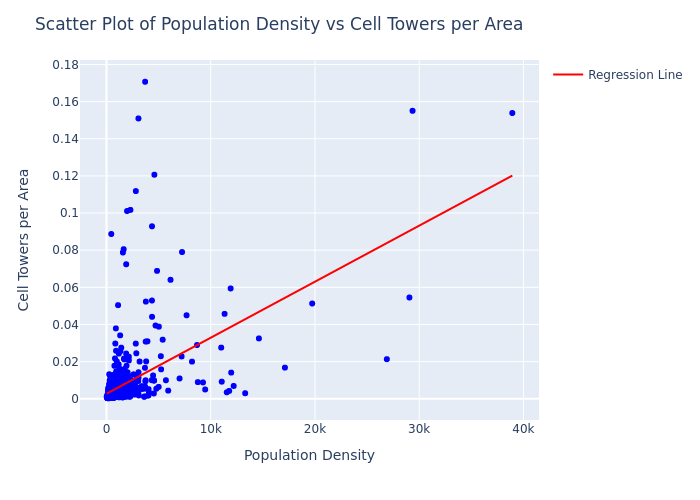 Scatter Plot of Population Density vs Cell Towers per Area
Regression Line
Cell Towers per Area
0.18
0.16
0.14
0.12
0.1
0.08
0.06
0.04
0.02
0
0 10k 20k 30k 40k
Population Density